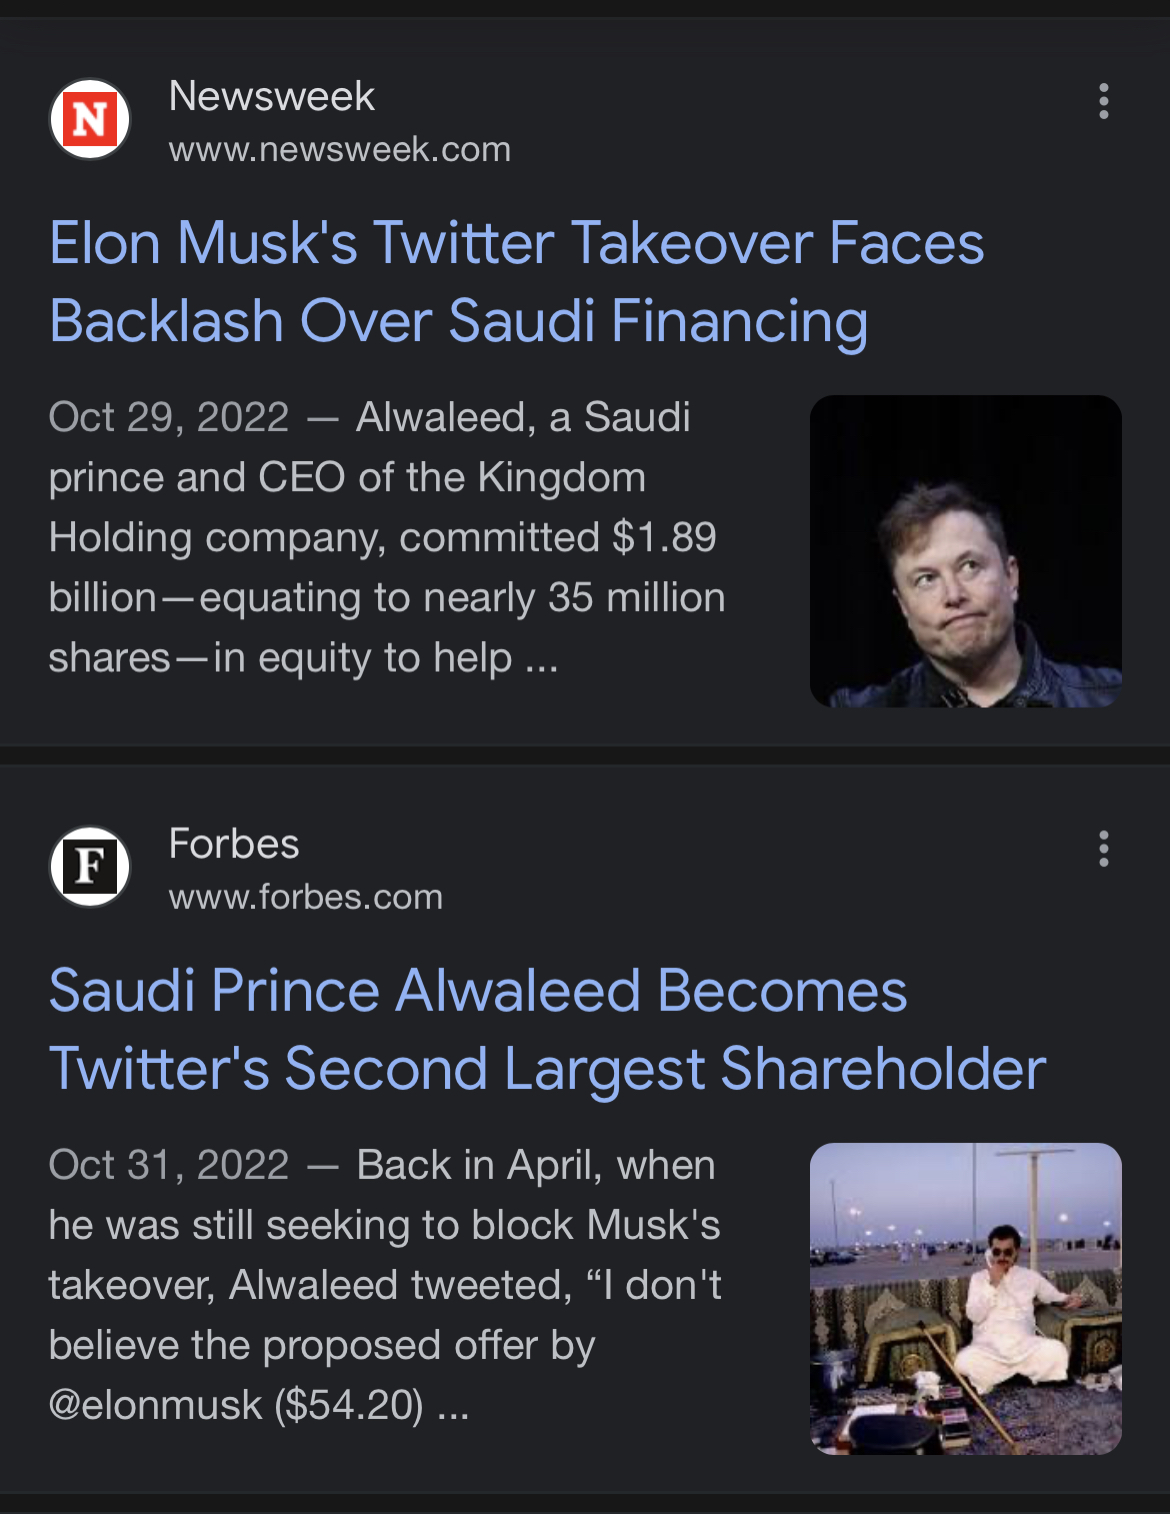 N
Newsweek
www.newsweek.com
Elon Musk's Twitter Takeover Faces
Backlash Over Saudi Financing
Oct 29, 2022 — Alwaleed, a Saudi
prince and CEO of the Kingdom
Holding company, committed $1.89
billion—equating to nearly 35 million
shares—in equity to help ...
F
Forbes
www.forbes.com
Saudi Prince Alwaleed Becomes
Twitter's Second Largest Shareholder
Oct 31, 2022 — Back in April, when
he was still seeking to block Musk's
takeover, Alwaleed tweeted, “I don't
believe the proposed offer by
@elonmusk ($54.20) ...